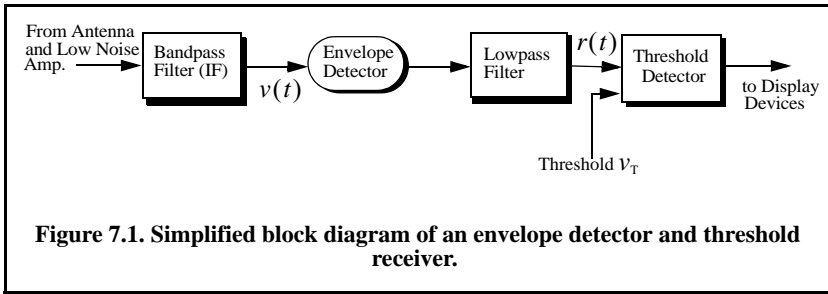 From Antenna
and Low Noise
Amp.
Bandpass
Filter (IF)
v(t)
Envelope
Detector
Lowpass
Filter
r(t)
Threshold
Detector
to Display
Devices
Threshold v_T
Figure 7.1. Simplified block diagram of an envelope detector and threshold
receiver.